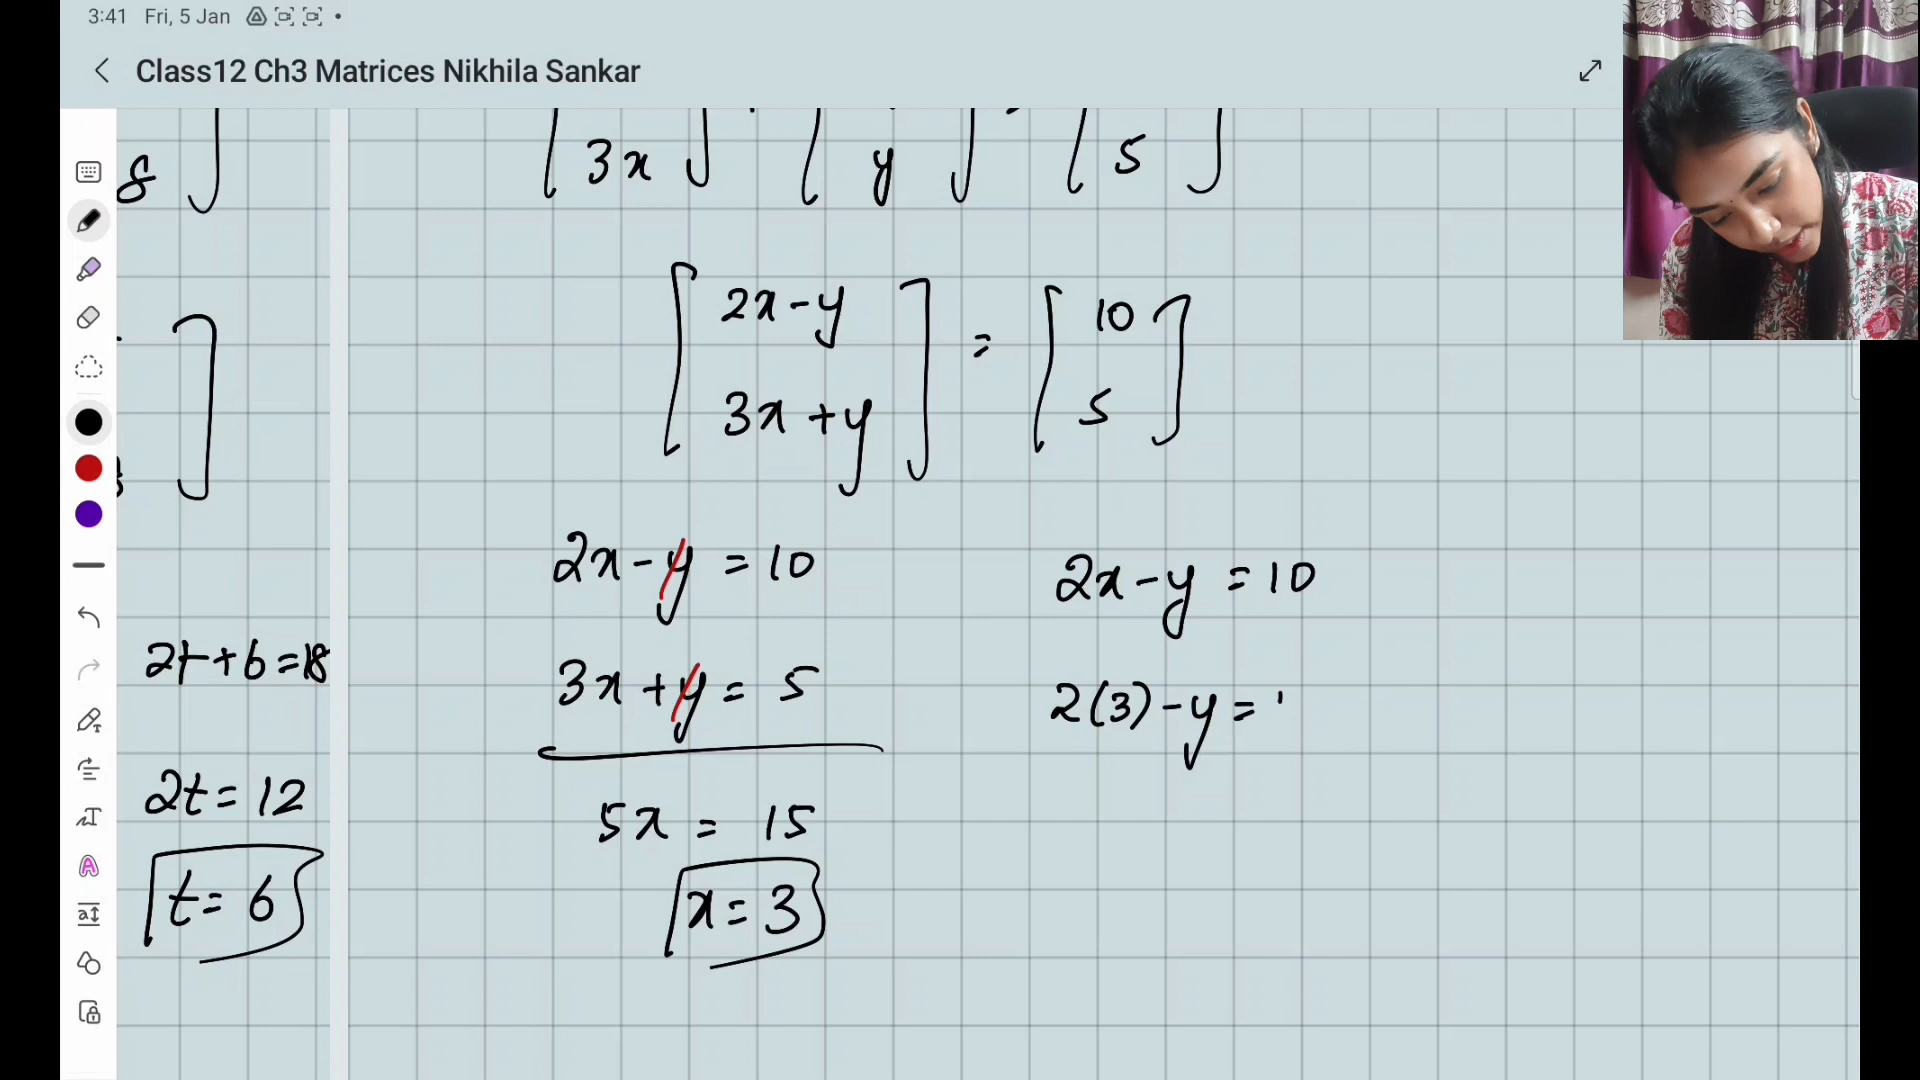 3:41 Fri, 5 Jan
Class12 Ch3 Matrices Nikhila Sankar
8
3x y 5
2x-y = 10
3x+y 5
2x-y = 10
3x+y = 5
5x = 15
x = 3
2x-y = 10
2(3)-y =
2t+6=18
2t = 12
t = 6